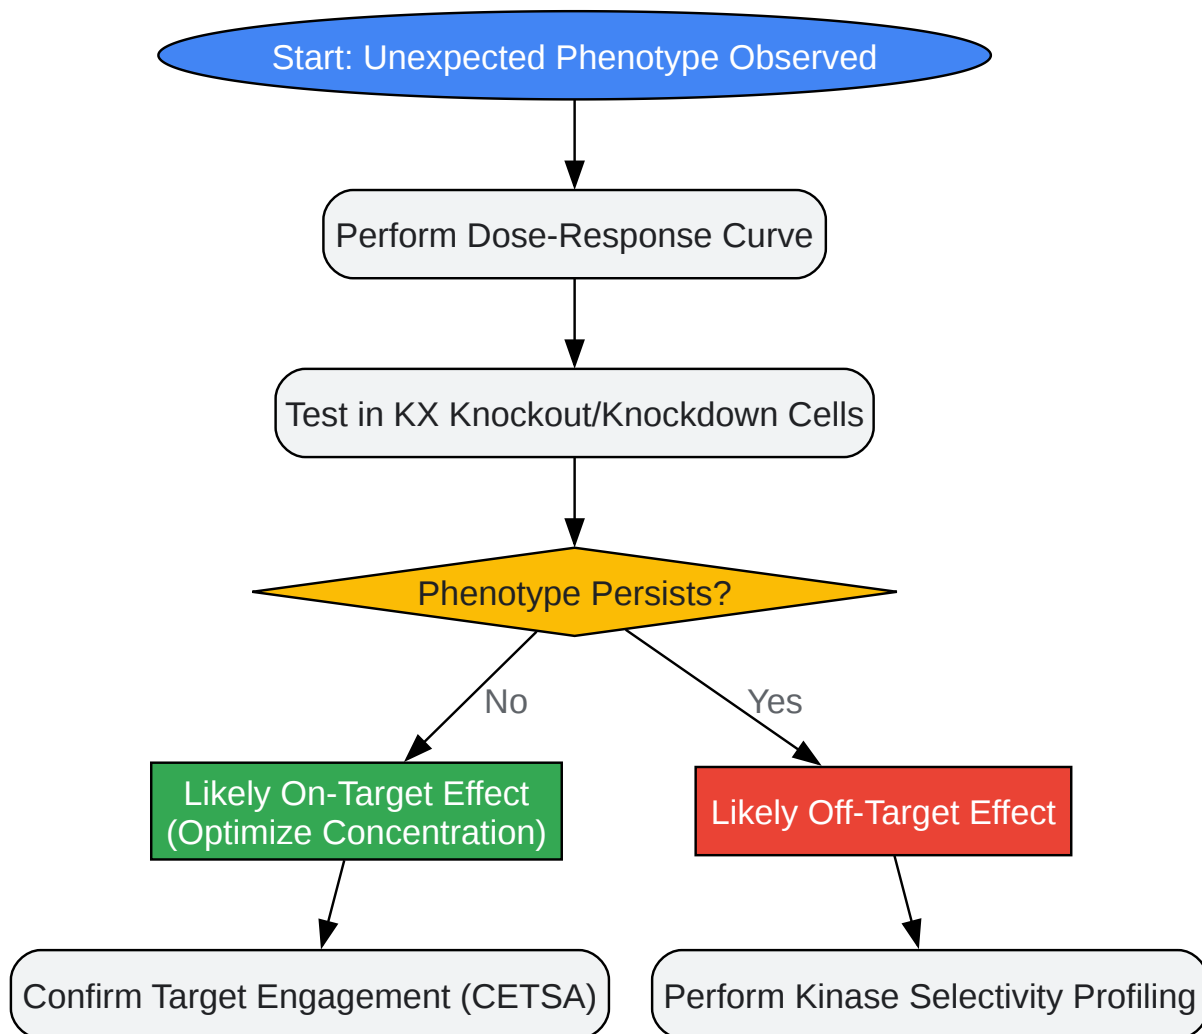 Start: Unexpected Phenotype Observed
Perform Dose-Response Curve
Test in KX Knockout/Knockdown Cells
Phenotype Persists?
No
Yes
Likely On-Target Effect
(Optimize Concentration)
Likely Off-Target Effect
Confirm Target Engagement (CETSA)
Perform Kinase Selectivity Profiling